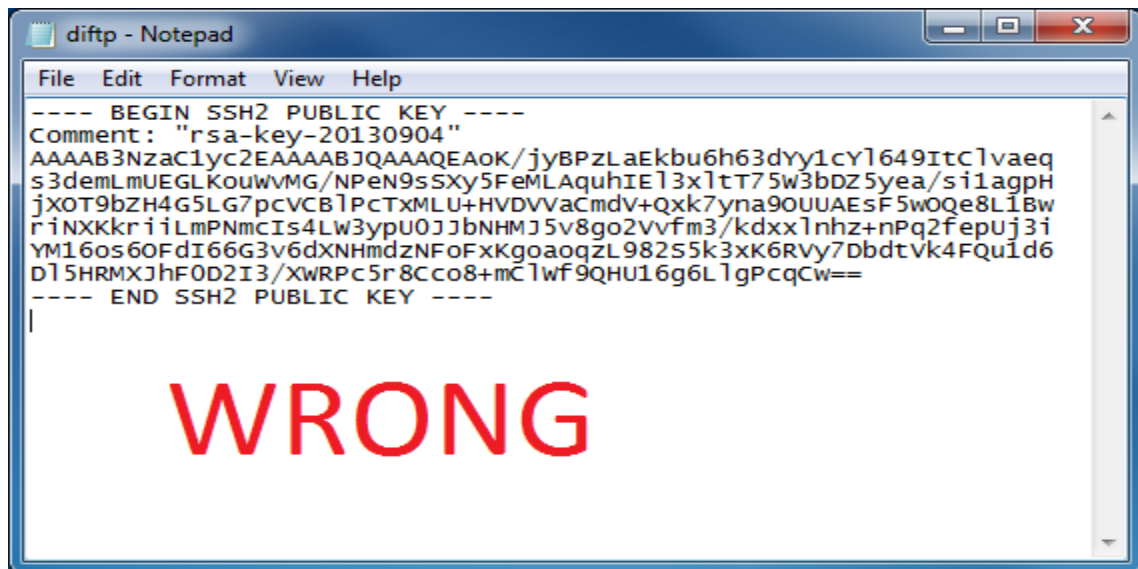 diftp - Notepad
File Edit Format View Help
---- BEGIN SSH2 PUBLIC KEY ----
Comment: "rsa-key-20130904"
AAAAB3NzaC1yc2EAAAABJQAAAQEAoK/jyBPzLaEkbu6h63dYy1cYl649ItClvaeq
s3demLmUEGLKouWvMG/NPeN9sSXy5FeMLAquhIEl3xltT75W3bDZ5yea/si1agpH
jXOT9bZH4G5LG7pcVCBlPcTxMLU+HVDVVaCmdV+Qxk7yna9OUUAEsF5wOQe8L1Bw
riNXKkriiLmPNmcIs4LW3ypU0JJbNHMJ5v8go2Vvfm3/kdxxlnhz+nPq2fepUj3i
YM16os6OFdI66G3v6dXNHmdzNFoFxKgoaoqzL982S5k3xK6RVy7DbdtVk4FQu1d6
Dl5HRMXJhF0D2I3/XWRPc5r8Cco8+mClWf9QHU16g6LlgPcqCw==
---- END SSH2 PUBLIC KEY ----
WRONG